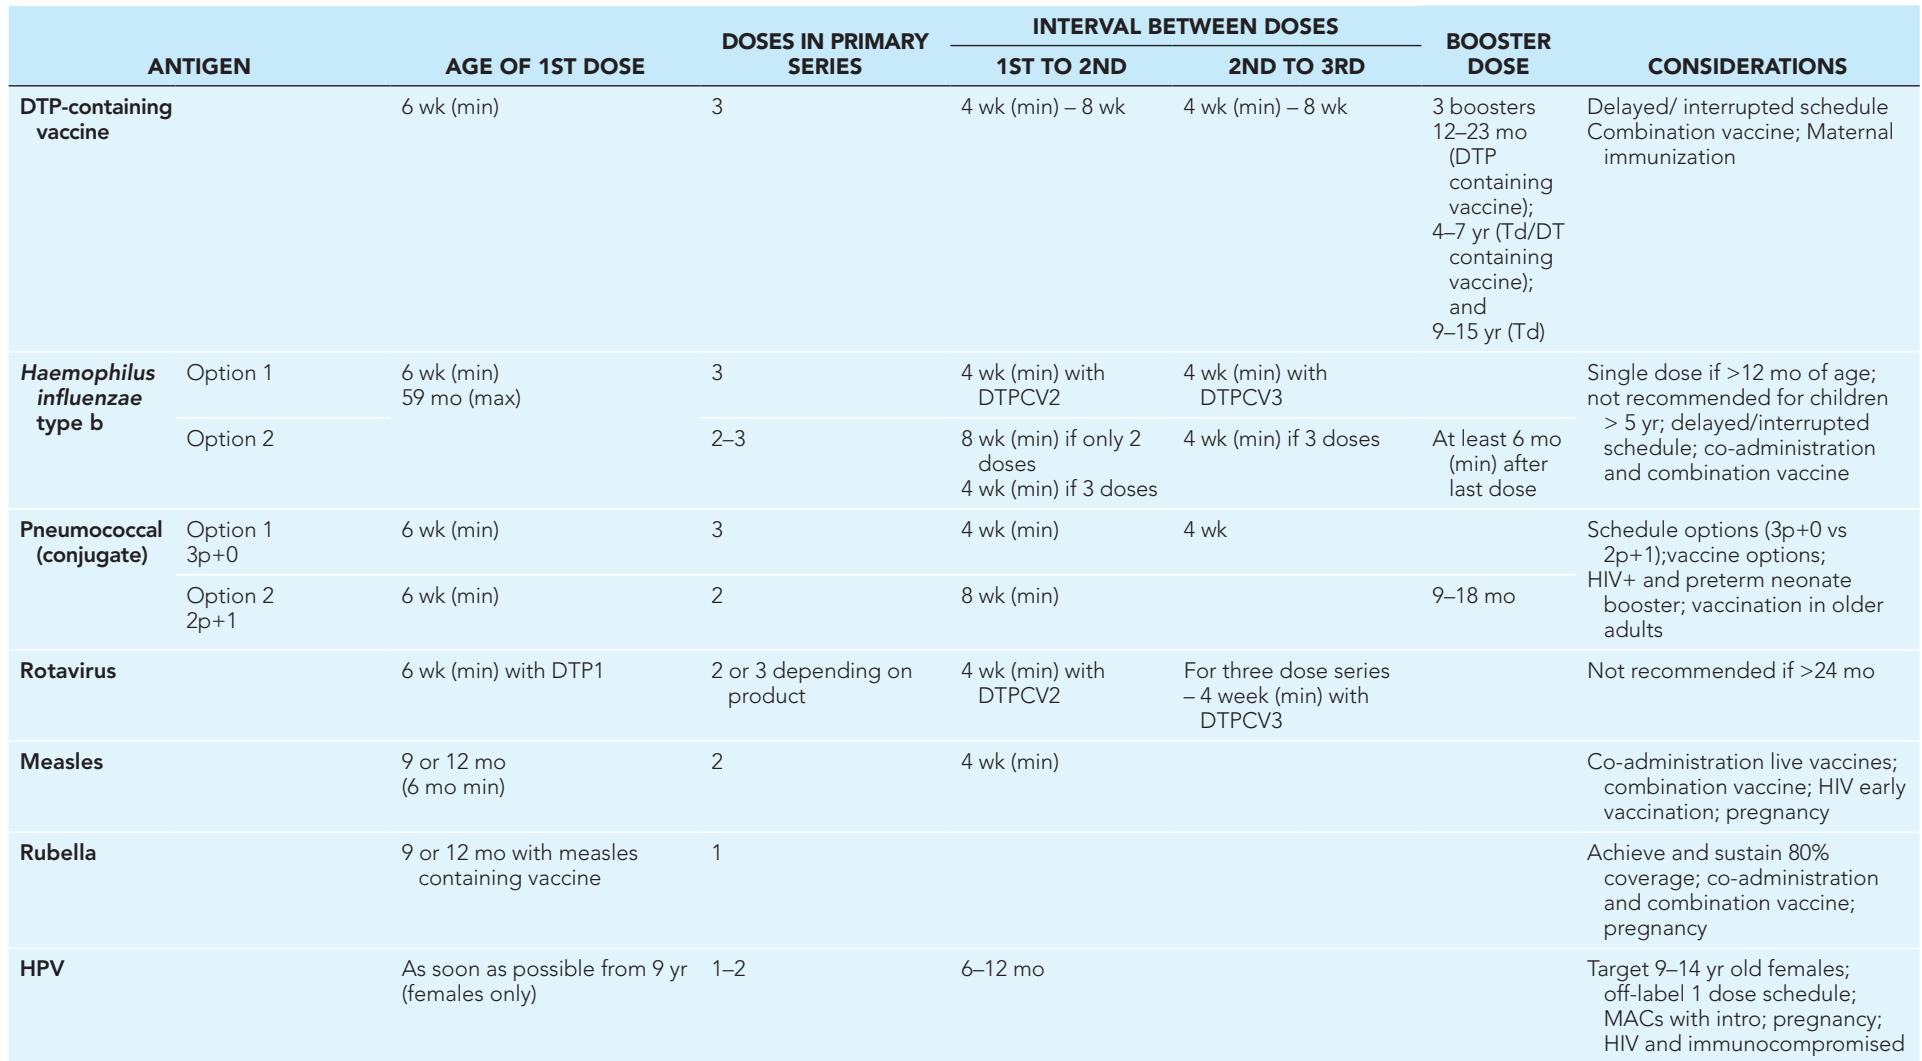 INTERVAL BETWEEN DOSES
DOSES IN PRIMARY
BOOSTER
ANTIGEN
AGE OF 1ST DOSE
SERIES
1ST TO 2ND
2ND TO 3RD
DOSE
CONSIDERATIONS
DTP-containing
vaccine
6 wk (min)
3
4 wk (min) – 8 wk
4 wk (min) – 8 wk
3 boosters
12–23 mo
(DTP
containing
vaccine);
4–7 yr (Td/DT
containing
vaccine);
and
9–15 yr (Td)
Delayed/ interrupted schedule
Combination vaccine; Maternal
immunization
Haemophilus
influenzae
type b
Option 1
6 wk (min)
59 mo (max)
3
4 wk (min) with
DTPCV2
4 wk (min) with
DTPCV3
Single dose if >12 mo of age;
not recommended for children
> 5 yr; delayed/interrupted
schedule; co-administration
and combination vaccine
Option 2
2–3
8 wk (min) if only 2
doses
4 wk (min) if 3 doses
4 wk (min) if 3 doses
At least 6 mo
(min) after
last dose
Pneumococcal
(conjugate)
Option 1
3p+0
6 wk (min)
3
4 wk (min)
4 wk
Schedule options (3p+0 vs
2p+1);vaccine options;
HIV+ and preterm neonate
booster; vaccination in older
adults
Option 2
2p+1
6 wk (min)
2
8 wk (min)
9–18 mo
Rotavirus
6 wk (min) with DTP1
2 or 3 depending on
product
4 wk (min) with
DTPCV2
For three dose series
– 4 week (min) with
DTPCV3
Not recommended if >24 mo
Measles
9 or 12 mo
(6 mo min)
2
4 wk (min)
Co-administration live vaccines;
combination vaccine; HIV early
vaccination; pregnancy
Rubella
9 or 12 mo with measles
containing vaccine
1
Achieve and sustain 80%
coverage; co-administration
and combination vaccine;
pregnancy
HPV
As soon as possible from 9 yr
(females only)
1–2
6–12 mo
Target 9–14 yr old females;
off-label 1 dose schedule;
MACs with intro; pregnancy;
HIV and immunocompromised